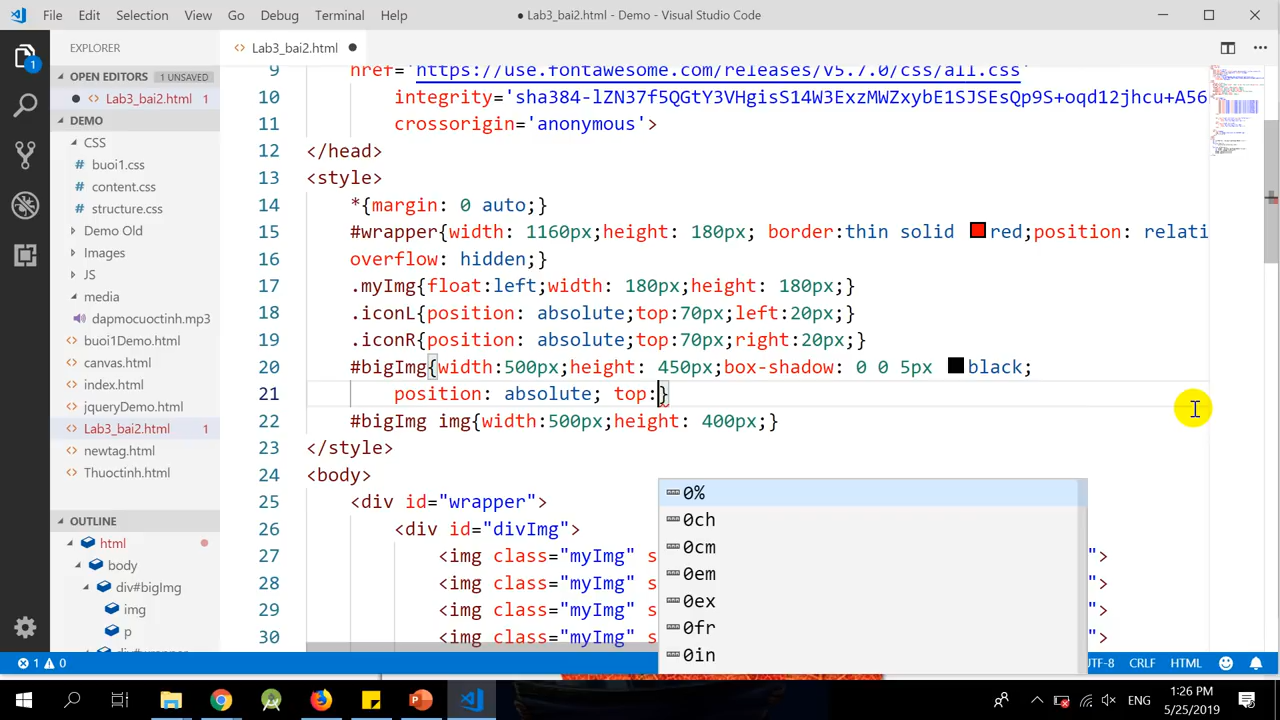 File Edit Selection View Go Debug Terminal Help
● Lab3_bai2.html - Demo - Visual Studio Code
EXPLORER
OPEN EDITORS 1 UNSAVED
● Lab3_bai2.html 1
DEMO
CSS
# buoi1.css
# content.css
# structure.css
Demo Old
Images
JS
media
dapmocuoctinh.mp3
buoi1Demo.html
canvas.html
index.html
jqueryDemo.html
Lab3_bai2.html 1
newtag.html
Thuoctinh.html
OUTLINE
html
body
div#bigImg
img
p
1
Lab3_bai2.html ●
9 href='https://use.fontawesome.com/releases/v5.7.0/css/all.css'
10 integrity='sha384-lZN37f5QGtY3VHgisS14W3ExzMWZxybE1SJSEsQp9S+oqd12jhcu+A56
11 crossorigin='anonymous'>
12 </head>
13 <style>
14 *{margin: 0 auto;}
15 #wrapper{width: 1160px;height: 180px; border:thin solid red;position: relati
16 overflow: hidden;}
17 .myImg{float:left;width: 180px;height: 180px;}
18 .iconL{position: absolute;top:70px;left:20px;}
19 .iconR{position: absolute;top:70px;right:20px;}
20 #bigImg{width:500px;height: 450px;box-shadow: 0 0 5px black;
21 position: absolute; top:}
22 #bigImg img{width:500px;height: 400px;}
23 </style>
24 <body>
25 <div id="wrapper">
26 <div id="divImg">
27 <img class="myImg" s ">
28 <img class="myImg" s ">
29 <img class="myImg" s ">
30 <img class="myImg" s ">
0%
0ch
0cm
0em
0ex
0fr
0in
1 0
UTF-8 CRLF HTML
ENG
1:26 PM
5/25/2019